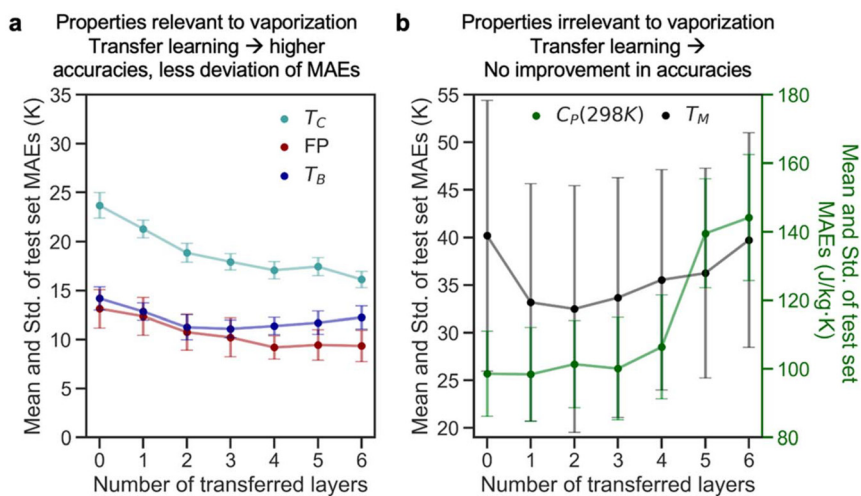 a
Properties relevant to vaporization
Transfer learning → higher
accuracies, less deviation of MAEs
Mean and Std. of test set MAEs (K)
35
30
25
20
15
10
5
0
T_C
FP
T_B
0 1 2 3 4 5 6
Number of transferred layers
b
Properties irrelevant to vaporization
Transfer learning →
No improvement in accuracies
Mean and Std. of test set MAEs (K)
55
50
45
40
35
30
25
20
C_P(298K) T_M
180
160
140
120
100
80
Mean and Std. of test set
MAEs (J/kg·K)
0 1 2 3 4 5 6
Number of transferred layers